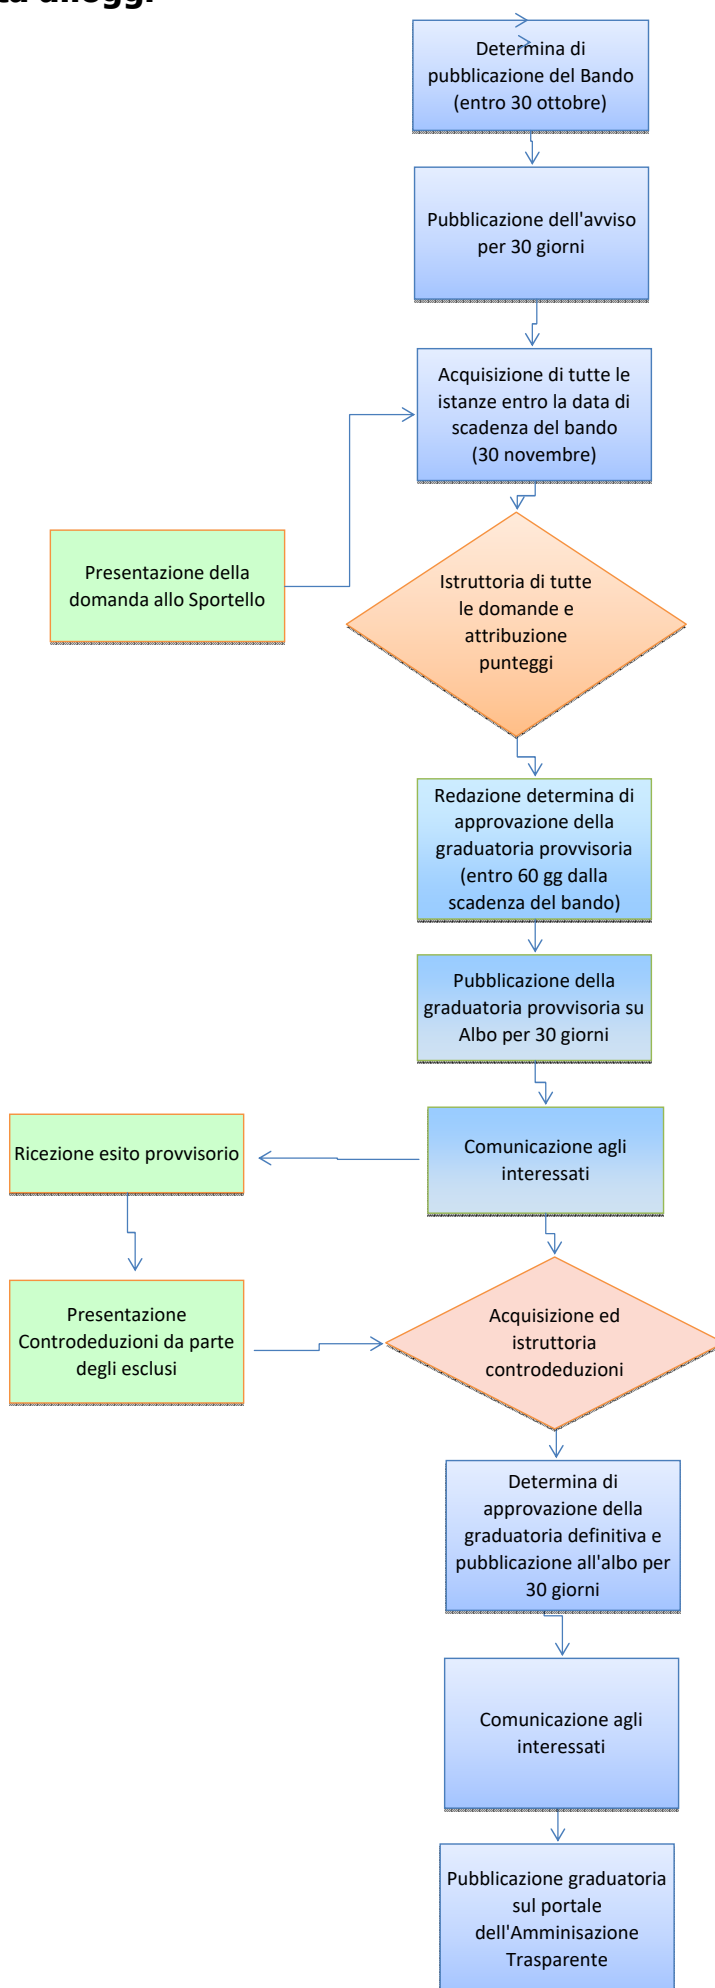 alloggi
Determina di
pubblicazione del Bando
(entro 30 ottobre)
Pubblicazione dell'avviso
per 30 giorni
Acquisizione di tutte le
istanze entro la data di
scadenza del bando
(30 novembre)
Presentazione della
domanda allo Sportello
Istruttoria di tutte
le domande e
attribuzione
punteggi
Redazione determina di
approvazione della
graduatoria provvisoria
(entro 60 gg dalla
scadenza del bando)
Pubblicazione della
graduatoria provvisoria su
Albo per 30 giorni
Comunicazione agli
interessati
Ricezione esito provvisorio
Presentazione
Controdeduzioni da parte
degli esclusi
Acquisizione ed
istruttoria
controdeduzioni
Determina di
approvazione della
graduatoria definitiva e
pubblicazione all'albo per
30 giorni
Comunicazione agli
interessati
Pubblicazione graduatoria
sul portale
dell'Amminisazione
Trasparente